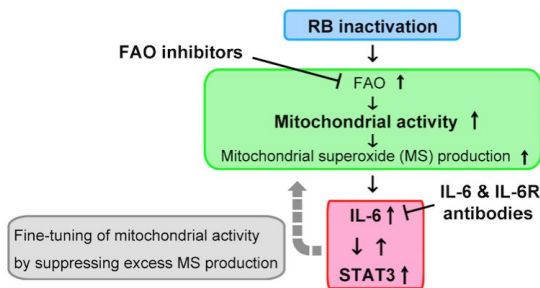 RB inactivation
↓
FAO inhibitors
FAO ↑
↓
Mitochondrial activity ↑
↓
Mitochondrial superoxide (MS) production ↑
↓
IL-6 & IL-6R
antibodies
IL-6 ↑
↓ ↑
STAT3 ↑
Fine-tuning of mitochondrial activity
by suppressing excess MS production